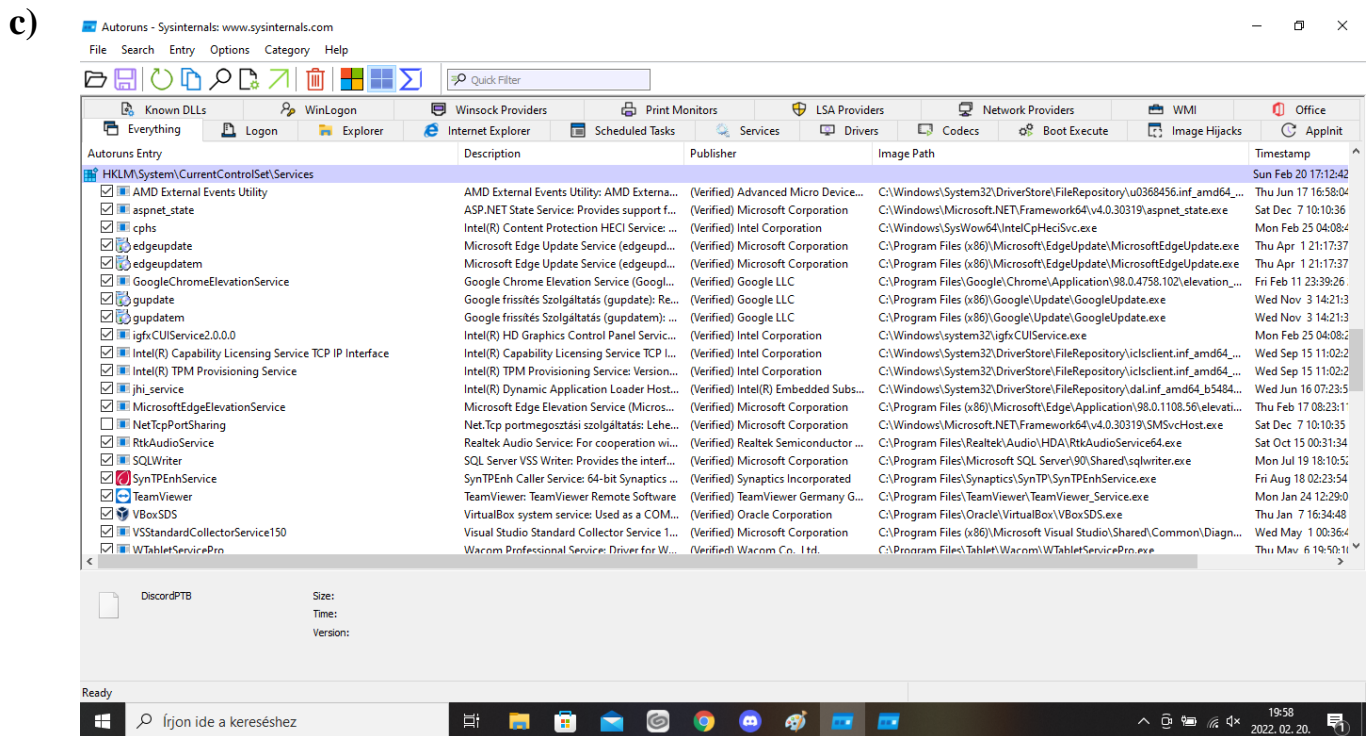 c)
Autoruns - Sysinternals: www.sysinternals.com
File Search Entry Options Category Help
Quick Filter
Known DLLs WinLogon Winsock Providers Print Monitors LSA Providers Network Providers WMI Office
Everything Logon Explorer Internet Explorer Scheduled Tasks Services Drivers Codecs Boot Execute Image Hijacks AppInit
Autoruns Entry Description Publisher Image Path Timestamp
HKLM\System\CurrentControlSet\Services Sun Feb 20 17:12:42
AMD External Events Utility AMD External Events Utility: AMD Externa... (Verified) Advanced Micro Device... C:\Windows\System32\DriverStore\FileRepository\u0368456.inf_amd64_... Thu Jun 17 16:58:04
aspnet_state ASP.NET State Service: Provides support f... (Verified) Microsoft Corporation C:\Windows\Microsoft.NET\Framework64\v4.0.30319\aspnet_state.exe Sat Dec 7 10:10:36
cphs Intel(R) Content Protection HECI Service: ... (Verified) Intel Corporation C:\Windows\SysWow64\IntelCpHeciSvc.exe Mon Feb 25 04:08:4
edgeupdate Microsoft Edge Update Service (edgeupd... (Verified) Microsoft Corporation C:\Program Files (x86)\Microsoft\EdgeUpdate\MicrosoftEdgeUpdate.exe Thu Apr 1 21:17:37
edgeupdatem Microsoft Edge Update Service (edgeupd... (Verified) Microsoft Corporation C:\Program Files (x86)\Microsoft\EdgeUpdate\MicrosoftEdgeUpdate.exe Thu Apr 1 21:17:37
GoogleChromeElevationService Google Chrome Elevation Service (Googl... (Verified) Google LLC C:\Program Files\Google\Chrome\Application\98.0.4758.102\elevation_... Fri Feb 11 23:39:26
gupdate Google frissítés Szolgáltatás (gupdate): Re... (Verified) Google LLC C:\Program Files (x86)\Google\Update\GoogleUpdate.exe Wed Nov 3 14:21:3
gupdatem Google frissítés Szolgáltatás (gupdatem): ... (Verified) Google LLC C:\Program Files (x86)\Google\Update\GoogleUpdate.exe Wed Nov 3 14:21:3
igfxCUIService2.0.0.0 Intel(R) HD Graphics Control Panel Servic... (Verified) Intel Corporation C:\Windows\system32\igfxCUIService.exe Mon Feb 25 04:08:2
Intel(R) Capability Licensing Service TCP IP Interface Intel(R) Capability Licensing Service TCP I... (Verified) Intel Corporation C:\Windows\System32\DriverStore\FileRepository\iclsclient.inf_amd64_... Wed Sep 15 11:02:2
Intel(R) TPM Provisioning Service Intel(R) TPM Provisioning Service: Version... (Verified) Intel Corporation C:\Windows\System32\DriverStore\FileRepository\iclsclient.inf_amd64_... Wed Sep 15 11:02:2
jhi_service Intel(R) Dynamic Application Loader Host... (Verified) Intel(R) Embedded Subs... C:\Windows\System32\DriverStore\FileRepository\dal.inf_amd64_b5484... Wed Jun 16 07:23:5
MicrosoftEdgeElevationService Microsoft Edge Elevation Service (Micros... (Verified) Microsoft Corporation C:\Program Files (x86)\Microsoft\Edge\Application\98.0.1108.56\elevati... Thu Feb 17 08:23:1
NetTcpPortSharing Net.Tcp portmegosztási szolgáltatás: Lehe... (Verified) Microsoft Corporation C:\Windows\Microsoft.NET\Framework64\v4.0.30319\SMSvcHost.exe Sat Dec 7 10:10:35
RtkAudioService Realtek Audio Service: For cooperation wi... (Verified) Realtek Semiconductor ... C:\Program Files\Realtek\Audio\HDA\RtkAudioService64.exe Sat Oct 15 00:31:34
SQLWriter SQL Server VSS Writer: Provides the interf... (Verified) Microsoft Corporation C:\Program Files\Microsoft SQL Server\90\Shared\sqlwriter.exe Mon Jul 19 18:10:52
SynTPEnhService SynTPEnh Caller Service: 64-bit Synaptics ... (Verified) Synaptics Incorporated C:\Program Files\Synaptics\SynTP\SynTPEnhService.exe Fri Aug 18 02:23:54
TeamViewer TeamViewer: TeamViewer Remote Software (Verified) TeamViewer Germany G... C:\Program Files\TeamViewer\TeamViewer_Service.exe Mon Jan 24 12:29:0
VBoxSDS VirtualBox system service: Used as a COM... (Verified) Oracle Corporation C:\Program Files\Oracle\VirtualBox\VBoxSDS.exe Thu Jan 7 16:34:48
VSStandardCollectorService150 Visual Studio Standard Collector Service 1... (Verified) Microsoft Corporation C:\Program Files (x86)\Microsoft Visual Studio\Shared\Common\Diagn... Wed May 1 00:36:4
WTabletServicePro Wacom Professional Service: Driver for W... (Verified) Wacom Co., Ltd. C:\Program Files\Tablet\Wacom\WTabletServicePro.exe Thu May 6 19:50:1
DiscordPTB Size:
Time:
Version:
Ready
Írjon ide a kereséshez 19:58
2022. 02. 20.
1